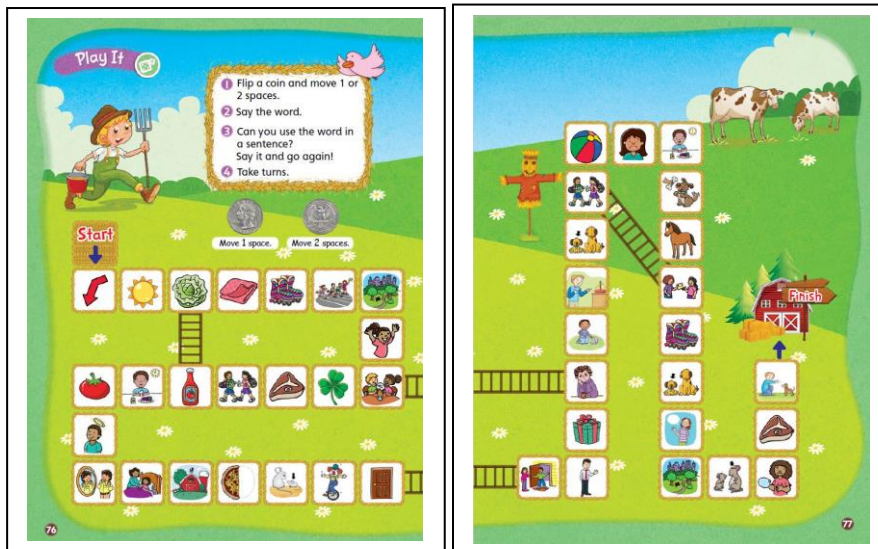 Play It
1 Flip a coin and move 1 or
2 spaces.
2 Say the word.
3 Can you use the word in
a sentence?
Say it and go again!
4 Take turns.
Start
Move 1 space.
Move 2 spaces.
Finish
76
77